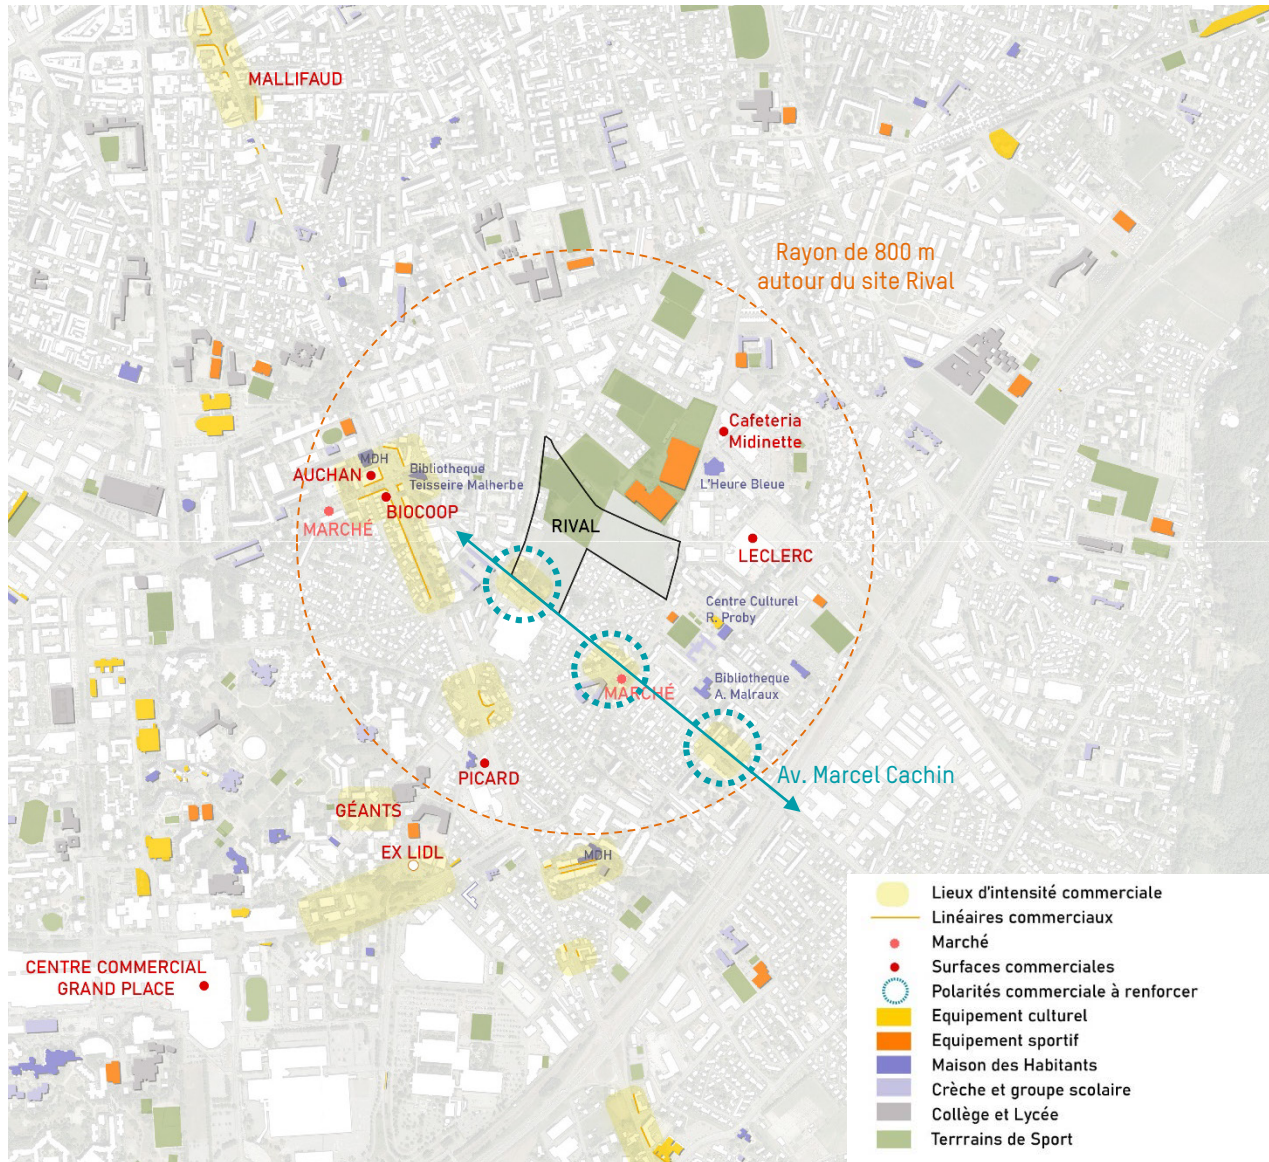 MALLIFAUD
Rayon de 800 m
autour du site Rival
Cafeteria
Midinette
MDH
AUCHAN
Bibliotheque
Teisseire Malherbe
L'Heure Bleue
BIOCOOP
MARCHÉ
RIVAL
LECLERC
Centre Culturel
R. Proby
Bibliotheque
A. Malraux
MARCHÉ
PICARD
Av. Marcel Cachin
GÉANTS
EX LIDL
MDH
CENTRE COMMERCIAL
GRAND PLACE
Lieux d'intensité commerciale
Linéaires commerciaux
Marché
Surfaces commerciales
Polarités commerciale à renforcer
Equipement culturel
Equipement sportif
Maison des Habitants
Crèche et groupe scolaire
Collège et Lycée
Terrrains de Sport